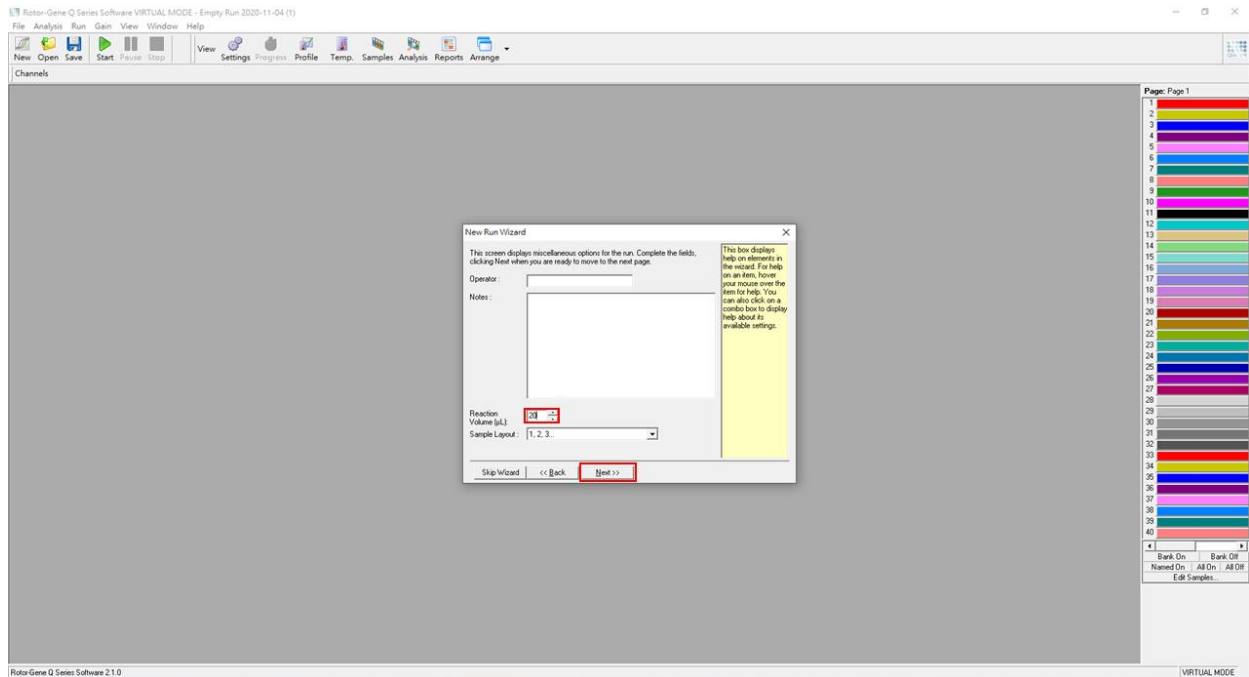 Rotor-Gene Q Series Software VIRTUAL MODE - Empty Run 2020-11-04 (1)
File Analysis Run Gain View Window Help
New Open Save Start Pause Stop View Settings Progress Profile Temp. Samples Analysis Reports Arrange
Channels
Page: Page 1
1
2
3
4
5
6
7
8
9
10
11
12
13
14
15
16
17
18
19
20
21
22
23
24
25
26
27
28
29
30
31
32
33
34
35
36
37
38
39
40
Bank On Bank Off
Named On All On All Off
Edit Samples...
New Run Wizard
This screen displays miscellaneous options for the run. Complete the fields,
clicking Next when you are ready to move to the next page.
Operator :
Notes :
Reaction
Volume (µL):
20
Sample Layout : 1, 2, 3...
This box displays
help on elements in
the wizard. For help
on an item, hover
your mouse over the
item for help. You
can also click on a
combo box to display
help about its
available settings.
Skip Wizard << Back Next >>
Rotor-Gene Q Series Software 2.1.0
VIRTUAL MODE